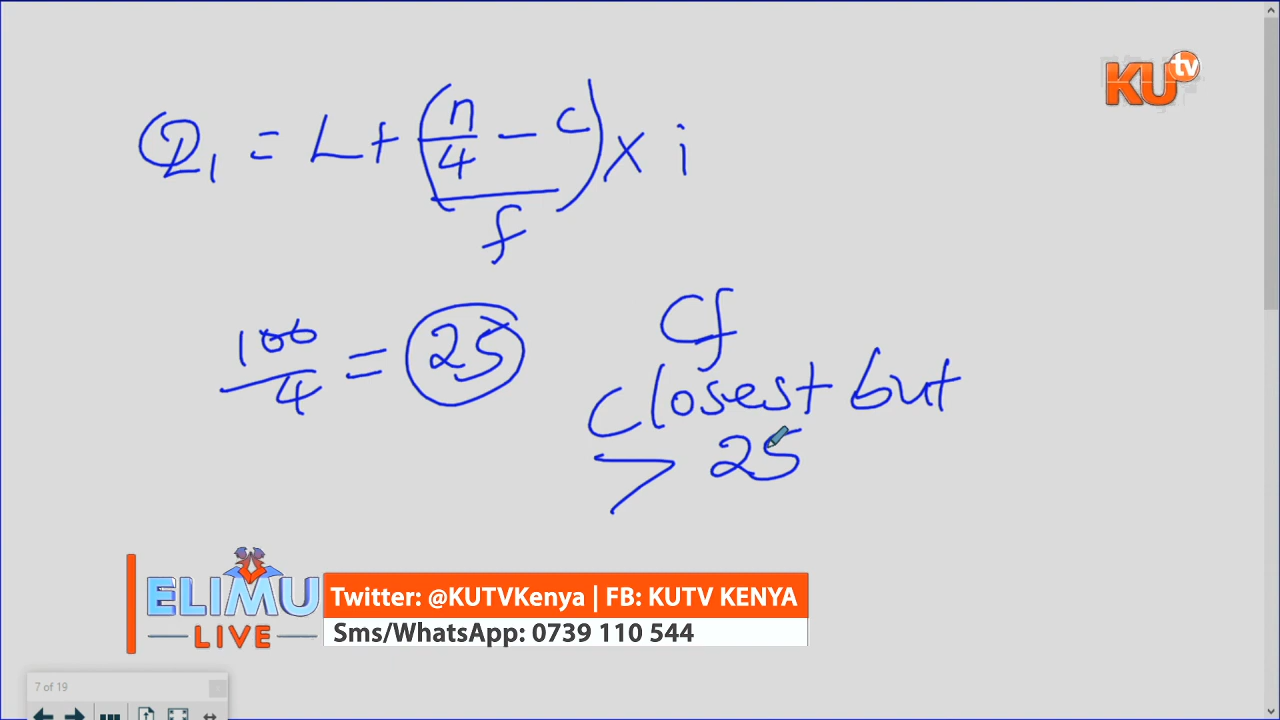 KU tv
Q₁ = L + (n/4 - c)/f × i
100/4 = 25
Cf
closest but
> 25
ELIMU
LIVE
Twitter: @KUTVKenya | FB: KUTV KENYA
Sms/WhatsApp: 0739 110 544
7 of 19